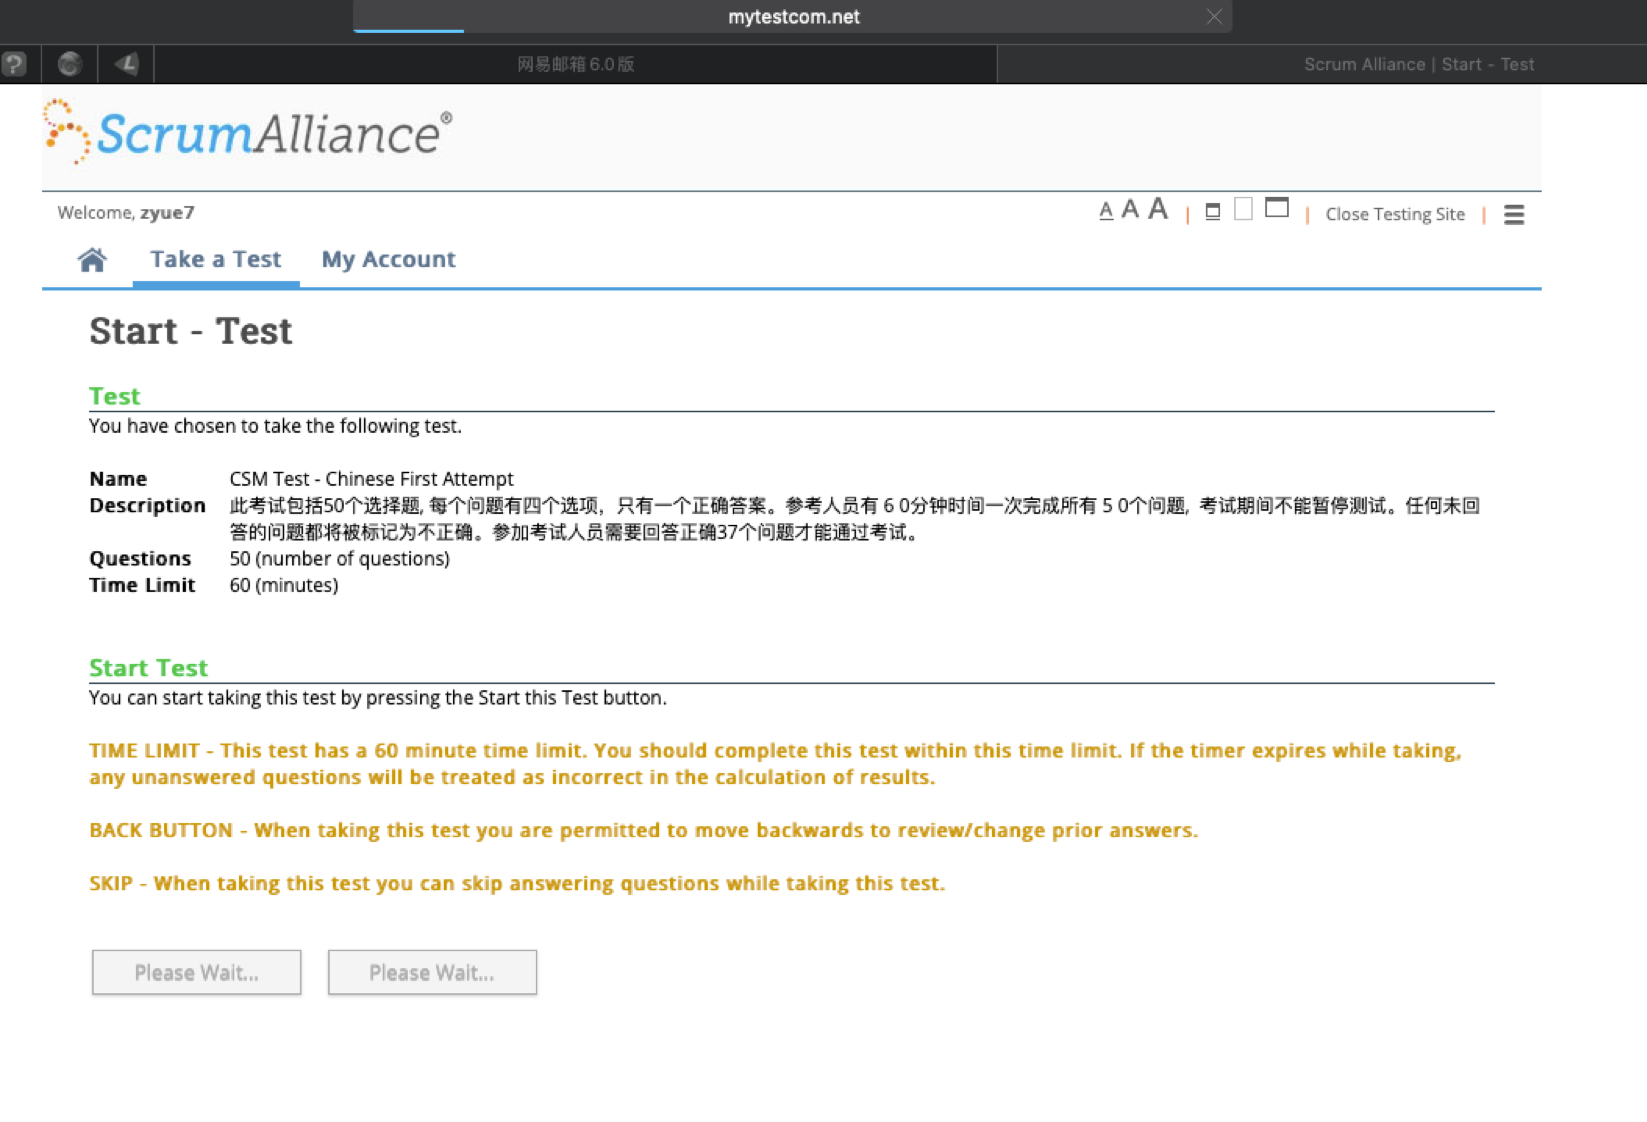 mytestcom.net
网易邮箱6.0版
Scrum Alliance | Start - Test
ScrumAlliance®
Welcome, zyue7
A A A | | Close Testing Site |
Take a Test My Account
Start - Test
Test
You have chosen to take the following test.
Name CSM Test - Chinese First Attempt
Description 此考试包括50个选择题, 每个问题有四个选项，只有一个正确答案。参考人员有 6 0分钟时间一次完成所有 5 0个问题, 考试期间不能暂停测试。任何未回
答的问题都将被标记为不正确。参加考试人员需要回答正确37个问题才能通过考试。
Questions 50 (number of questions)
Time Limit 60 (minutes)
Start Test
You can start taking this test by pressing the Start this Test button.
TIME LIMIT - This test has a 60 minute time limit. You should complete this test within this time limit. If the timer expires while taking,
any unanswered questions will be treated as incorrect in the calculation of results.
BACK BUTTON - When taking this test you are permitted to move backwards to review/change prior answers.
SKIP - When taking this test you can skip answering questions while taking this test.
Please Wait... Please Wait...